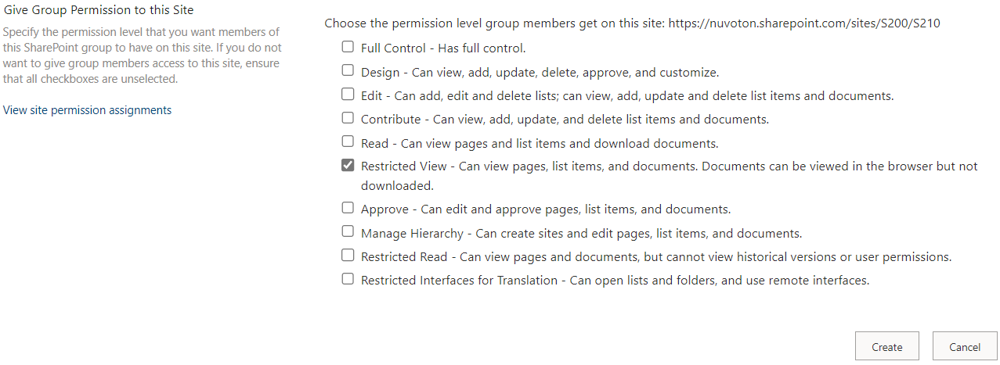 Give Group Permission to this Site
Specify the permission level that you want members of
this SharePoint group to have on this site. If you do not
want to give group members access to this site, ensure
that all checkboxes are unselected.
View site permission assignments
Choose the permission level group members get on this site: https://nuvoton.sharepoint.com/sites/S200/S210
Full Control - Has full control.
Design - Can view, add, update, delete, approve, and customize.
Edit - Can add, edit and delete lists; can view, add, update and delete list items and documents.
Contribute - Can view, add, update, and delete list items and documents.
Read - Can view pages and list items and download documents.
Restricted View - Can view pages, list items, and documents. Documents can be viewed in the browser but not
downloaded.
Approve - Can edit and approve pages, list items, and documents.
Manage Hierarchy - Can create sites and edit pages, list items, and documents.
Restricted Read - Can view pages and documents, but cannot view historical versions or user permissions.
Restricted Interfaces for Translation - Can open lists and folders, and use remote interfaces.
Create
Cancel